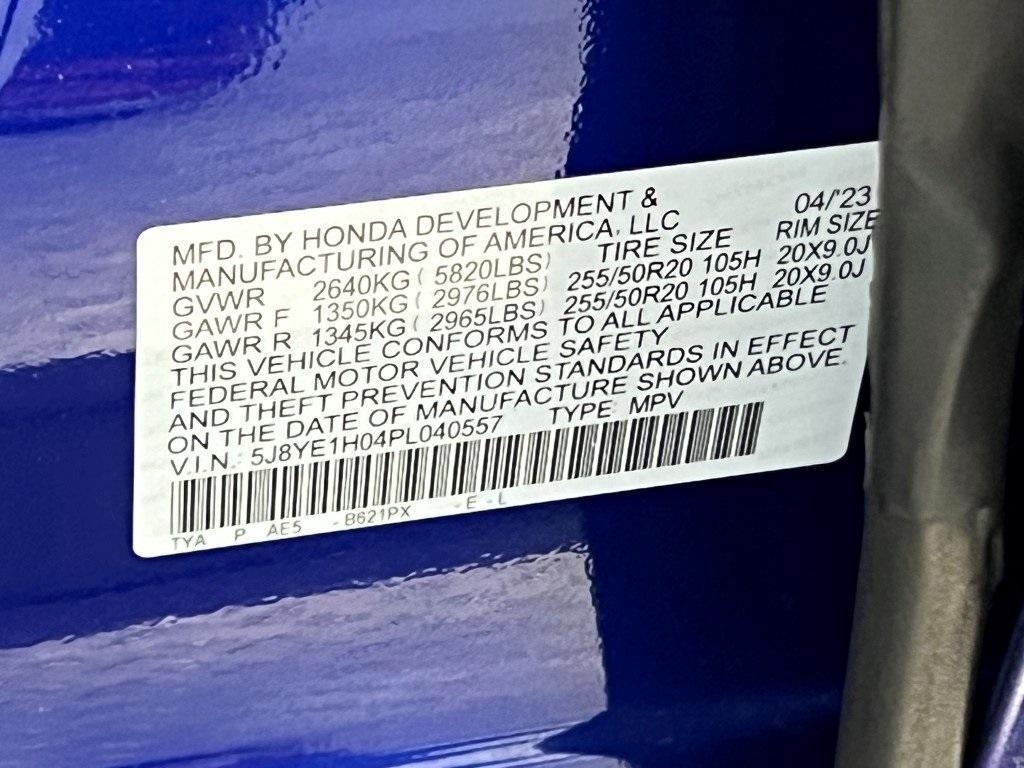 04/'23
MFD. BY HONDA DEVELOPMENT &
MANUFACTURING OF AMERICA, LLC
TIRE SIZE RIM SIZE
GVWR 2640KG ( 5820LBS)
GAWR F 1350KG ( 2976LBS) 255/50R20 105H 20X9.0J
GAWR R 1345KG ( 2965LBS) 255/50R20 105H 20X9.0J
THIS VEHICLE CONFORMS TO ALL APPLICABLE
FEDERAL MOTOR VEHICLE SAFETY
AND THEFT PREVENTION STANDARDS IN EFFECT
ON THE DATE OF MANUFACTURE SHOWN ABOVE.
V.I.N.: 5J8YE1H04PL040557 TYPE: MPV
TYA P AE5 - B621PX - E - L